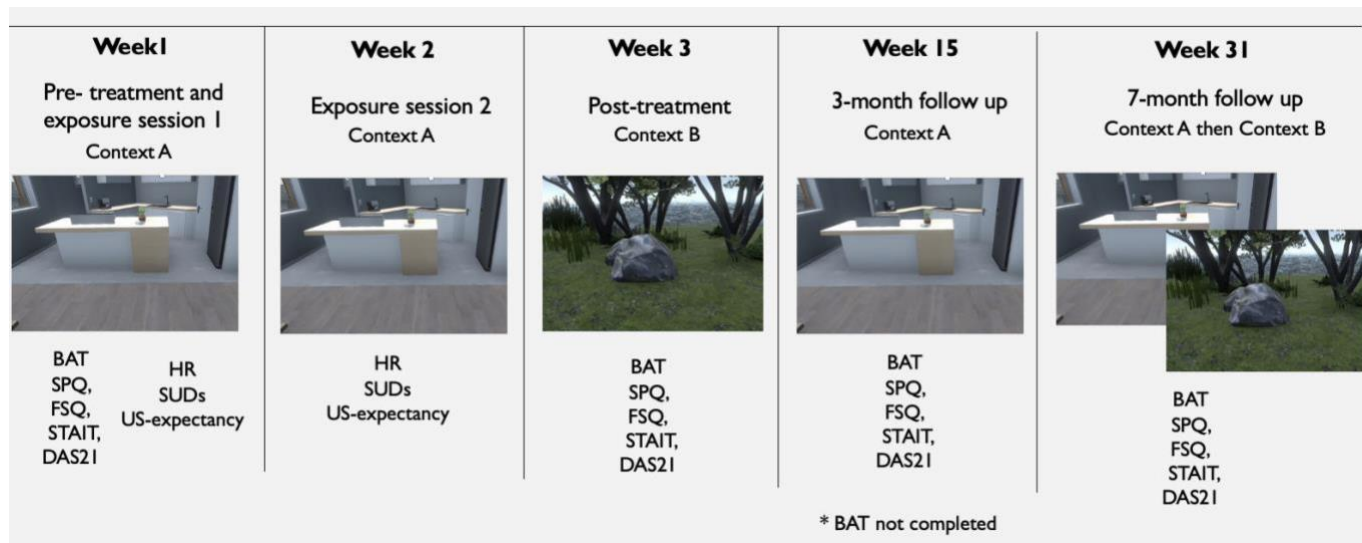 Week1
Pre- treatment and
exposure session 1
Context A
BAT
SPQ,
FSQ,
STAIT,
DAS21
HR
SUDs
US-expectancy
Week 2
Exposure session 2
Context A
HR
SUDs
US-expectancy
Week 3
Post-treatment
Context B
BAT
SPQ,
FSQ,
STAIT,
DAS21
Week 15
3-month follow up
Context A
BAT
SPQ,
FSQ,
STAIT,
DAS21
Week 31
7-month follow up
Context A then Context B
BAT
SPQ,
FSQ,
STAIT,
DAS21
* BAT not completed